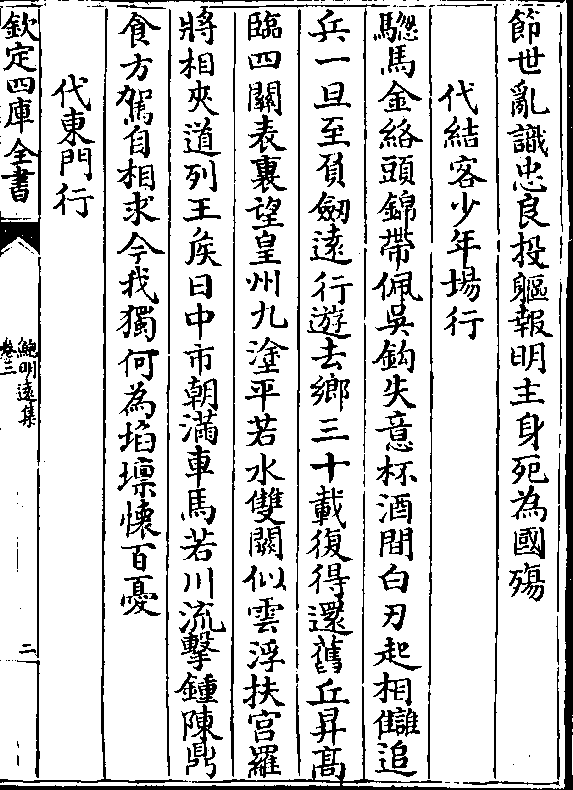 節世亂識忠良投軀報明主身死為國殤
代結客少年場行
驄馬金絡頭錦帶佩吳鈎失意杯酒間白刃起相讎追
兵一旦至負劒逺行遊去鄉三十載復得還舊丘昇髙
臨四關表裏望皇州九塗平若水雙闕似雲浮扶宫羅
將相夾道列王侯日中市朝滿車馬若川流擊鍾陳鼎
食方駕自相求今我獨何為埳壈懷百憂
代東門行
欽定四庫全書
鮑明逺集
卷三
二